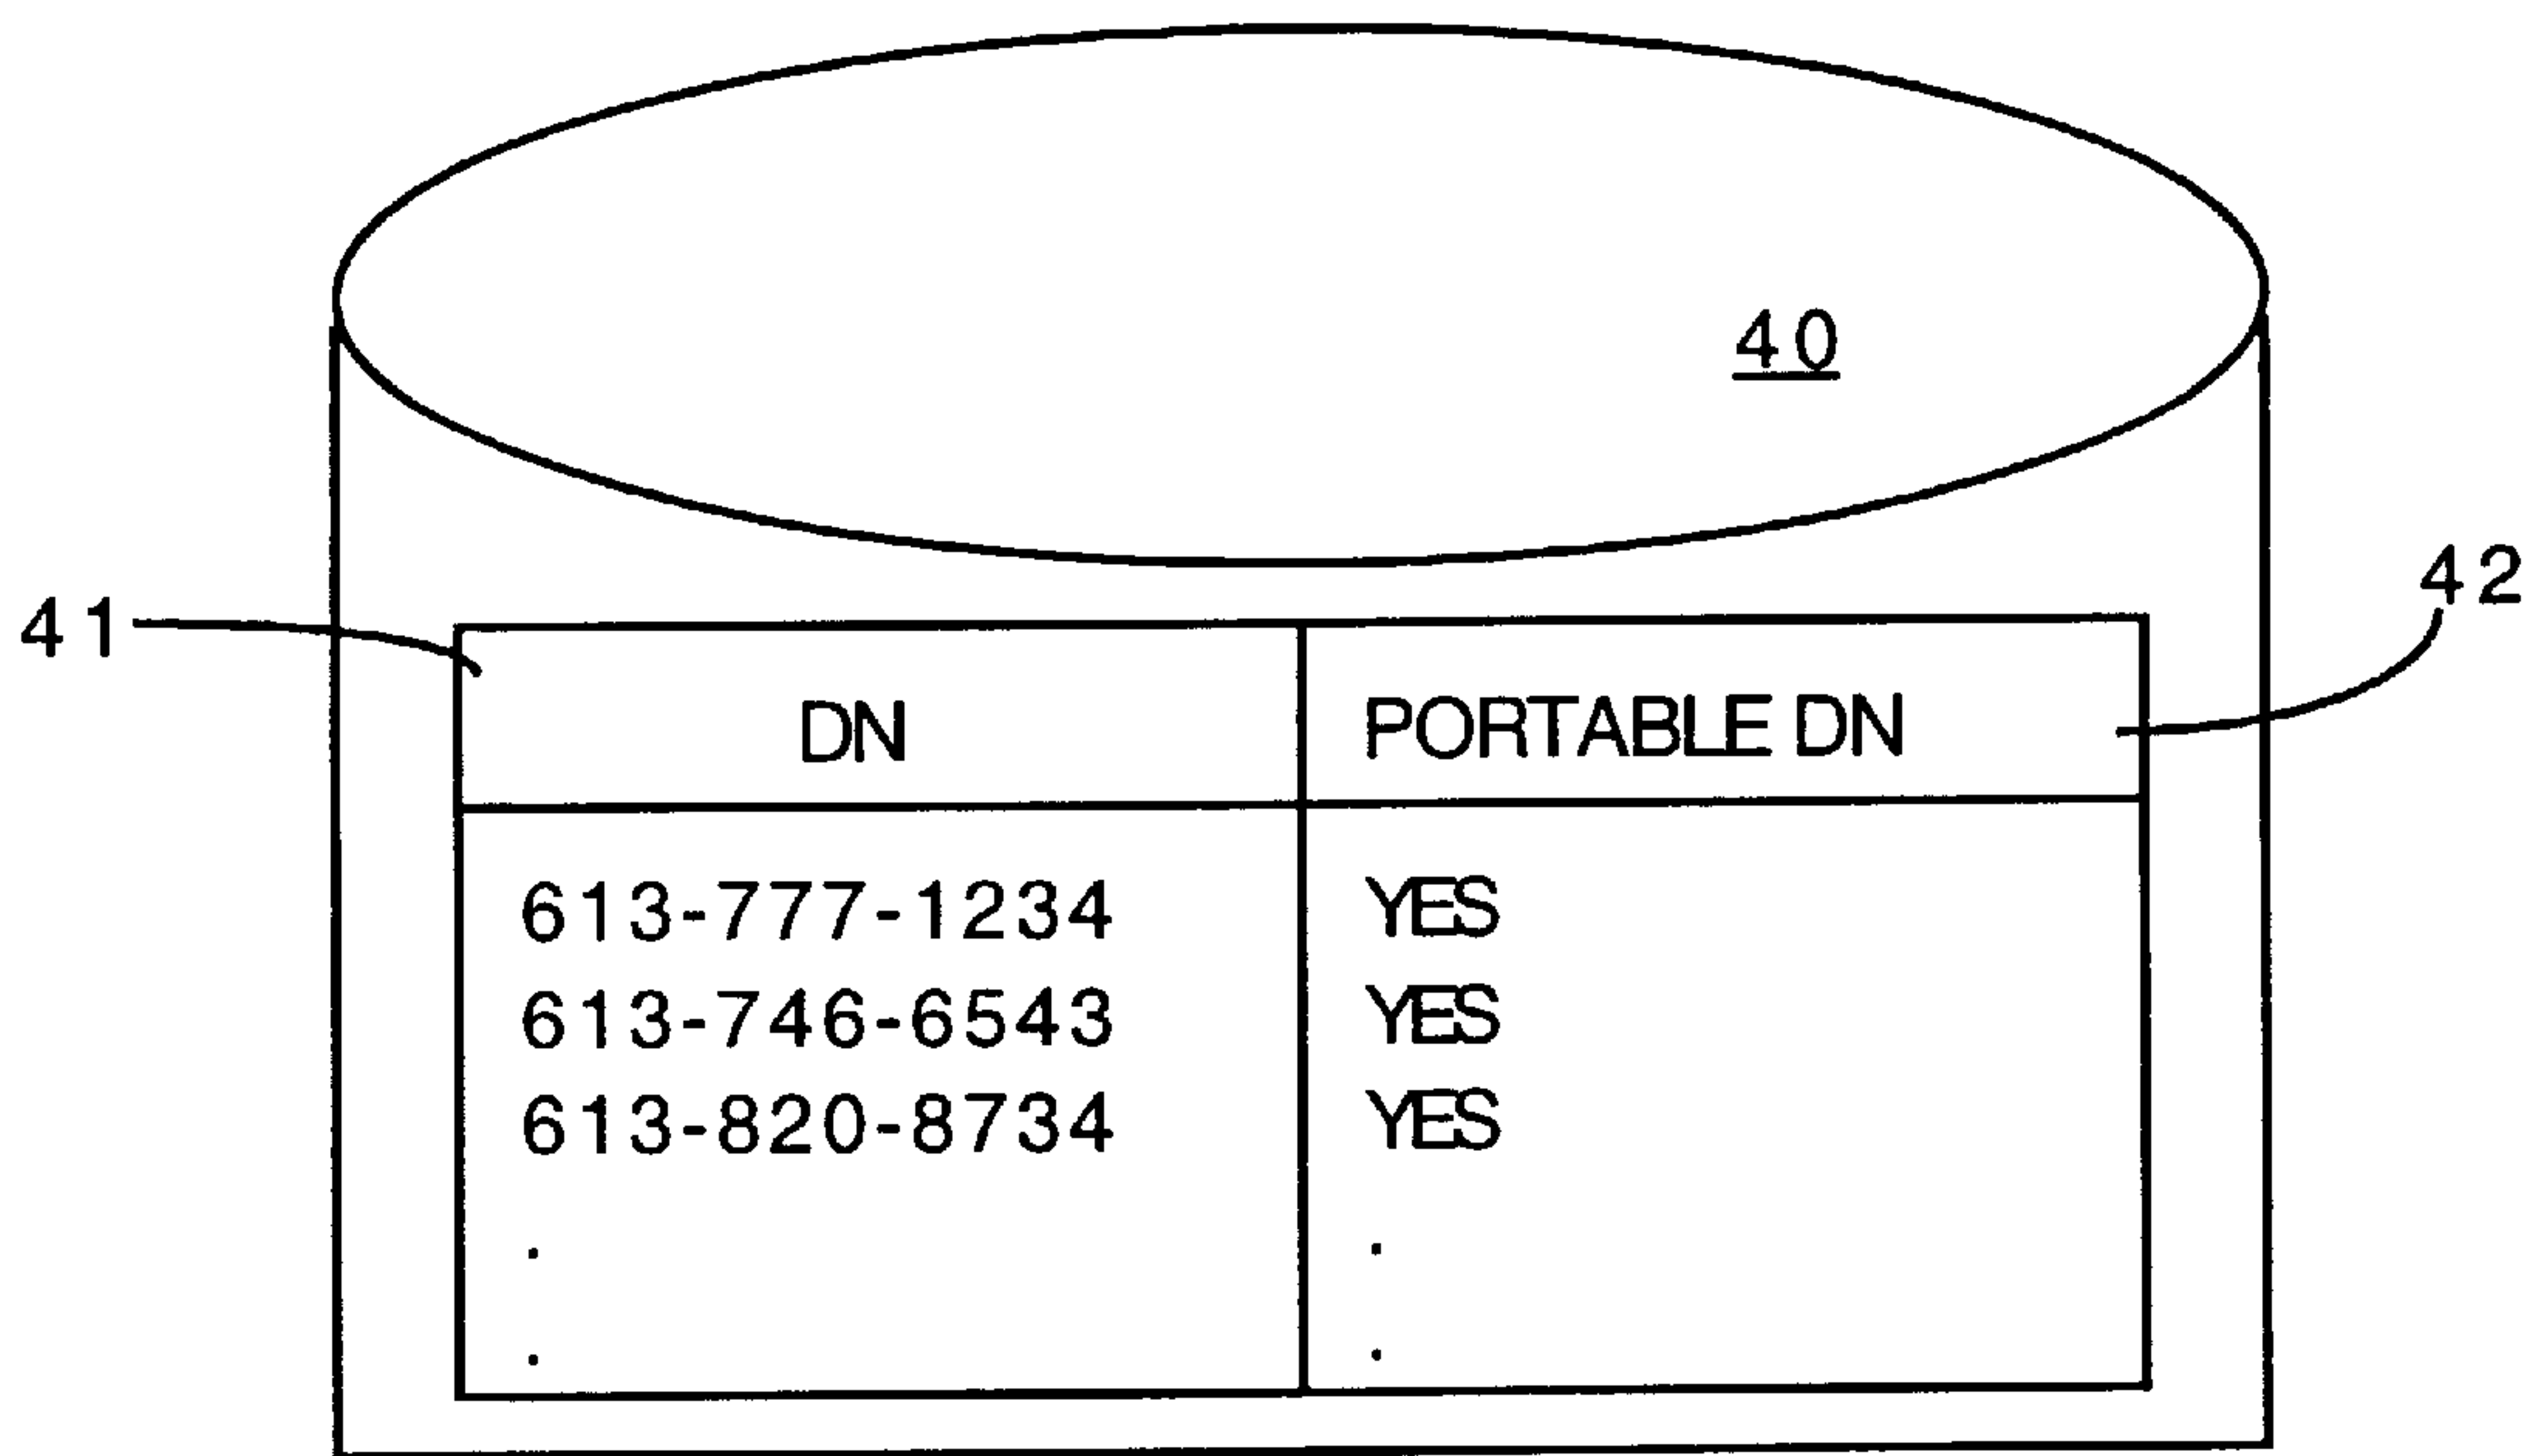 40
41
42
DN PORTABLE DN
613-777-1234 YES
613-746-6543 YES
613-820-8734 YES
. .
. .